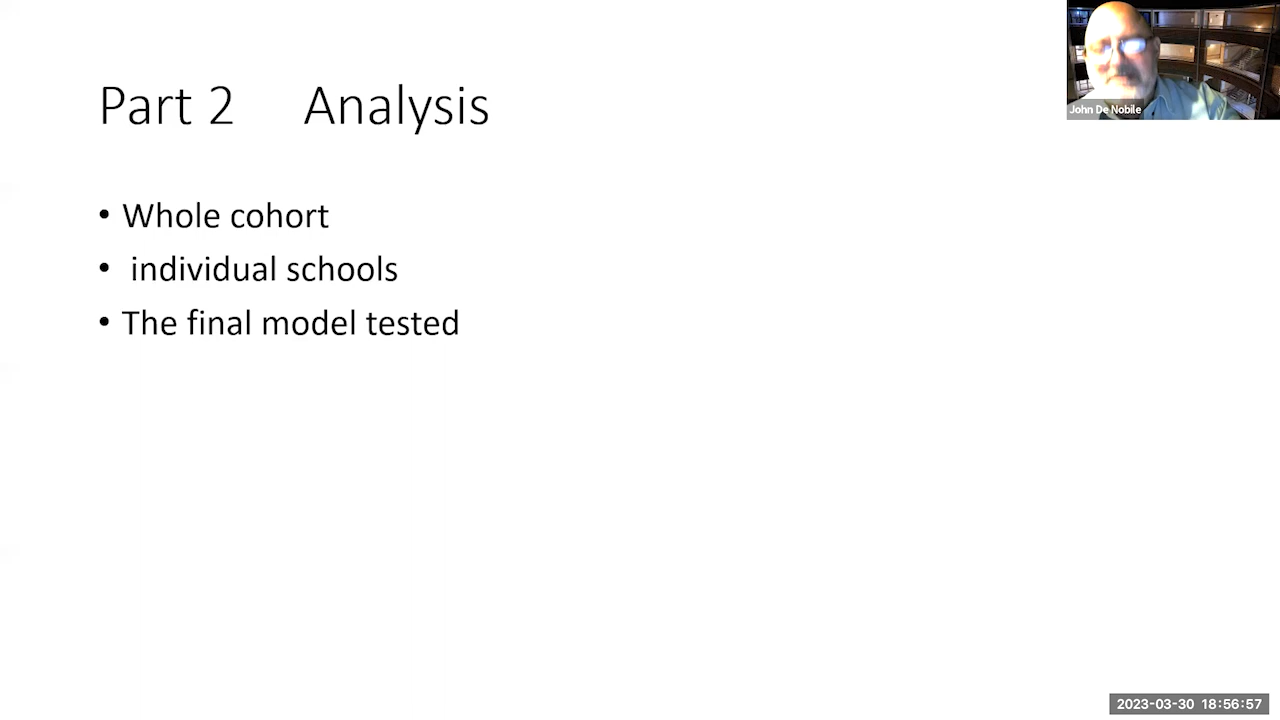 Part 2 Analysis
John De Nobile
• Whole cohort
• individual schools
• The final model tested
2023-03-30 18:56:57